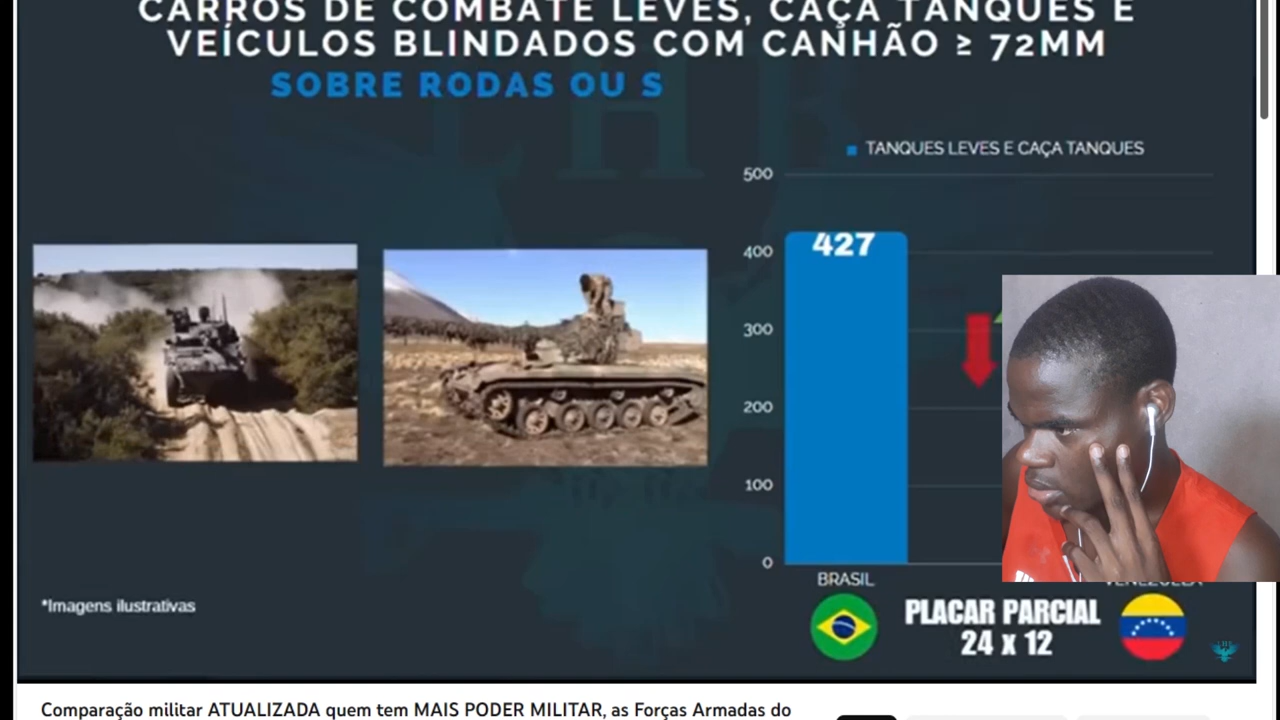 CARROS DE COMBATE LEVES, CAÇA TANQUES E
VEÍCULOS BLINDADOS COM CANHÃO ≥ 72MM
SOBRE RODAS OU S
TANQUES LEVES E CAÇA TANQUES
500
400
300
200
100
0
427
BRASIL
VENEZUELA
PLACAR PARCIAL
24 x 12
*Imagens ilustrativas
Comparação militar ATUALIZADA quem tem MAIS PODER MILITAR, as Forças Armadas do